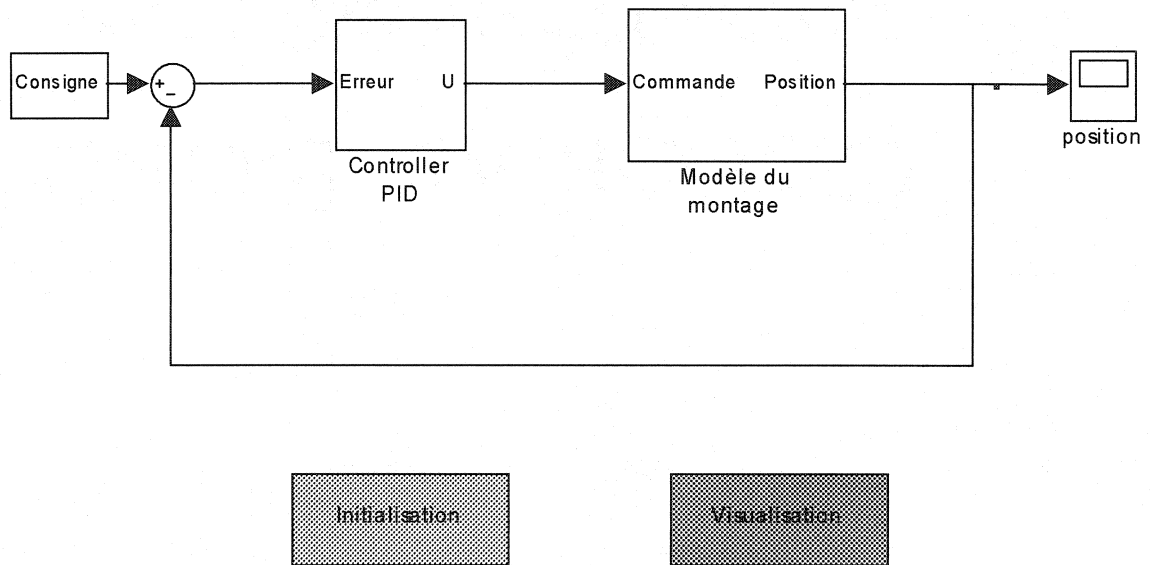 Consigne
+
−
Erreur U
Controller
PID
Commande Position
Modèle du
montage
position
Initialisation
Visualisation